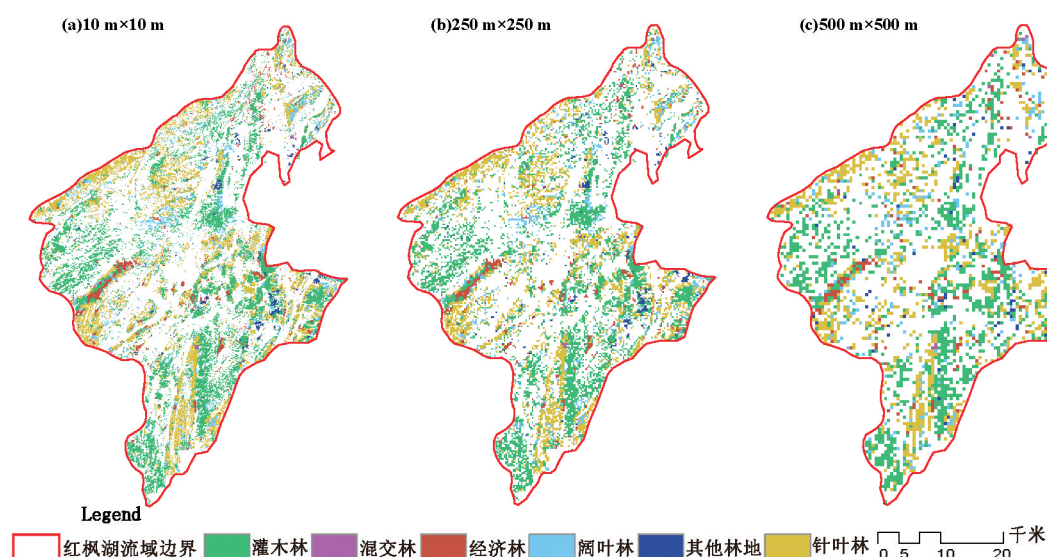 (a)10 m×10 m
(b)250 m×250 m
(c)500 m×500 m
Legend
红枫湖流域边界
灌木林
混交林
经济林
阔叶林
其他林地
针叶林
千米
0 5 10 20